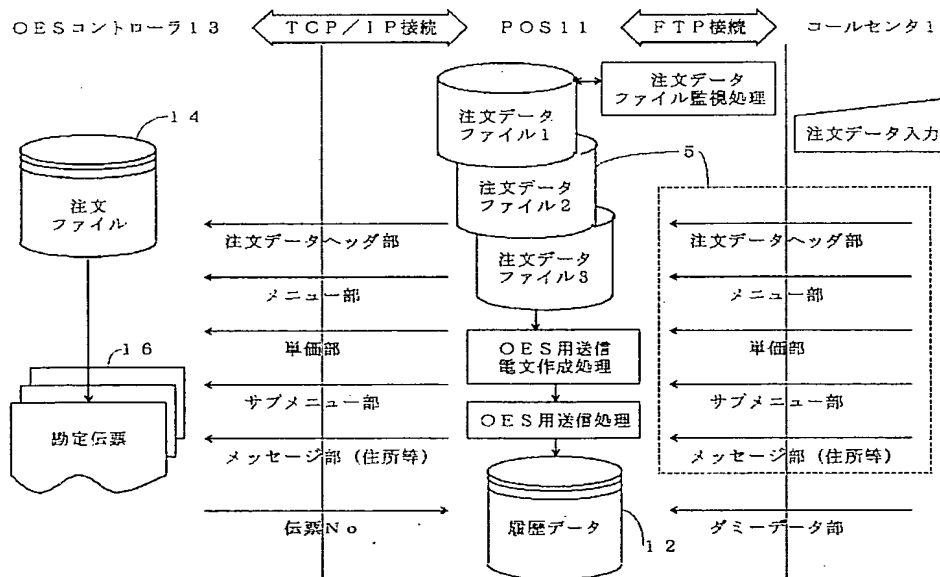 OESコントローラ13
TCP/IP接続
POS11
FTP接続
コールセンタ1
注文データ
ファイル1
注文データ
ファイル監視処理
14
注文データ入力
5
注文
ファイル
注文データ
ファイル2
注文データヘッダ部
注文データ
ファイル3
注文データヘッダ部
メニュー部
メニュー部
16
単価部
OES用送信
電文作成処理
単価部
サブメニュー部
OES用送信処理
サブメニュー部
勘定伝票
メッセージ部(住所等)
メッセージ部(住所等)
伝票No
履歴データ
12
ダミーデータ部